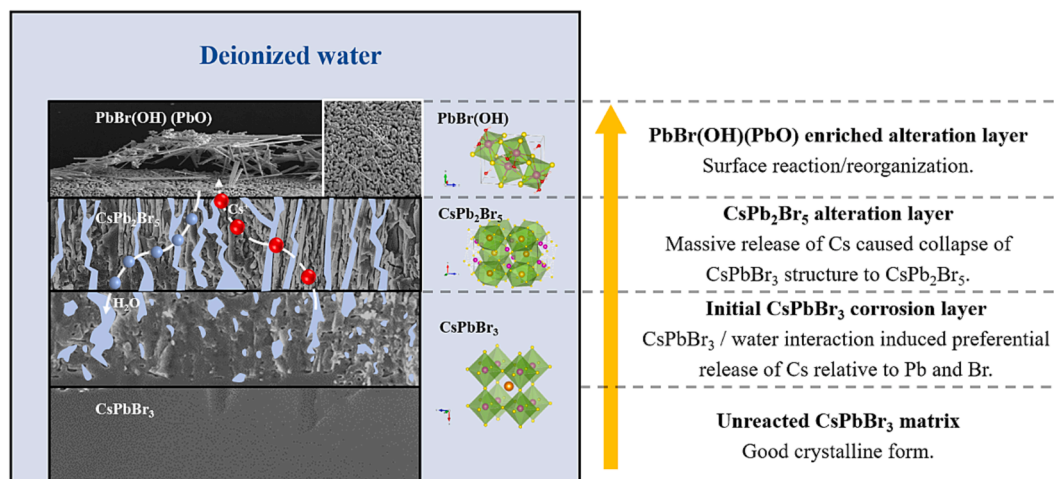 Deionized water
PbBr(OH) (PbO)
PbBr(OH)
CsPb₂Br₅
Cs
CsPb₂Br₅
H₂O
CsPbBr₃
CsPbBr₃
PbBr(OH)(PbO) enriched alteration layer
Surface reaction/reorganization.
CsPb₂Br₅ alteration layer
Massive release of Cs caused collapse of
CsPbBr₃ structure to CsPb₂Br₅.
Initial CsPbBr₃ corrosion layer
CsPbBr₃ / water interaction induced preferential
release of Cs relative to Pb and Br.
Unreacted CsPbBr₃ matrix
Good crystalline form.